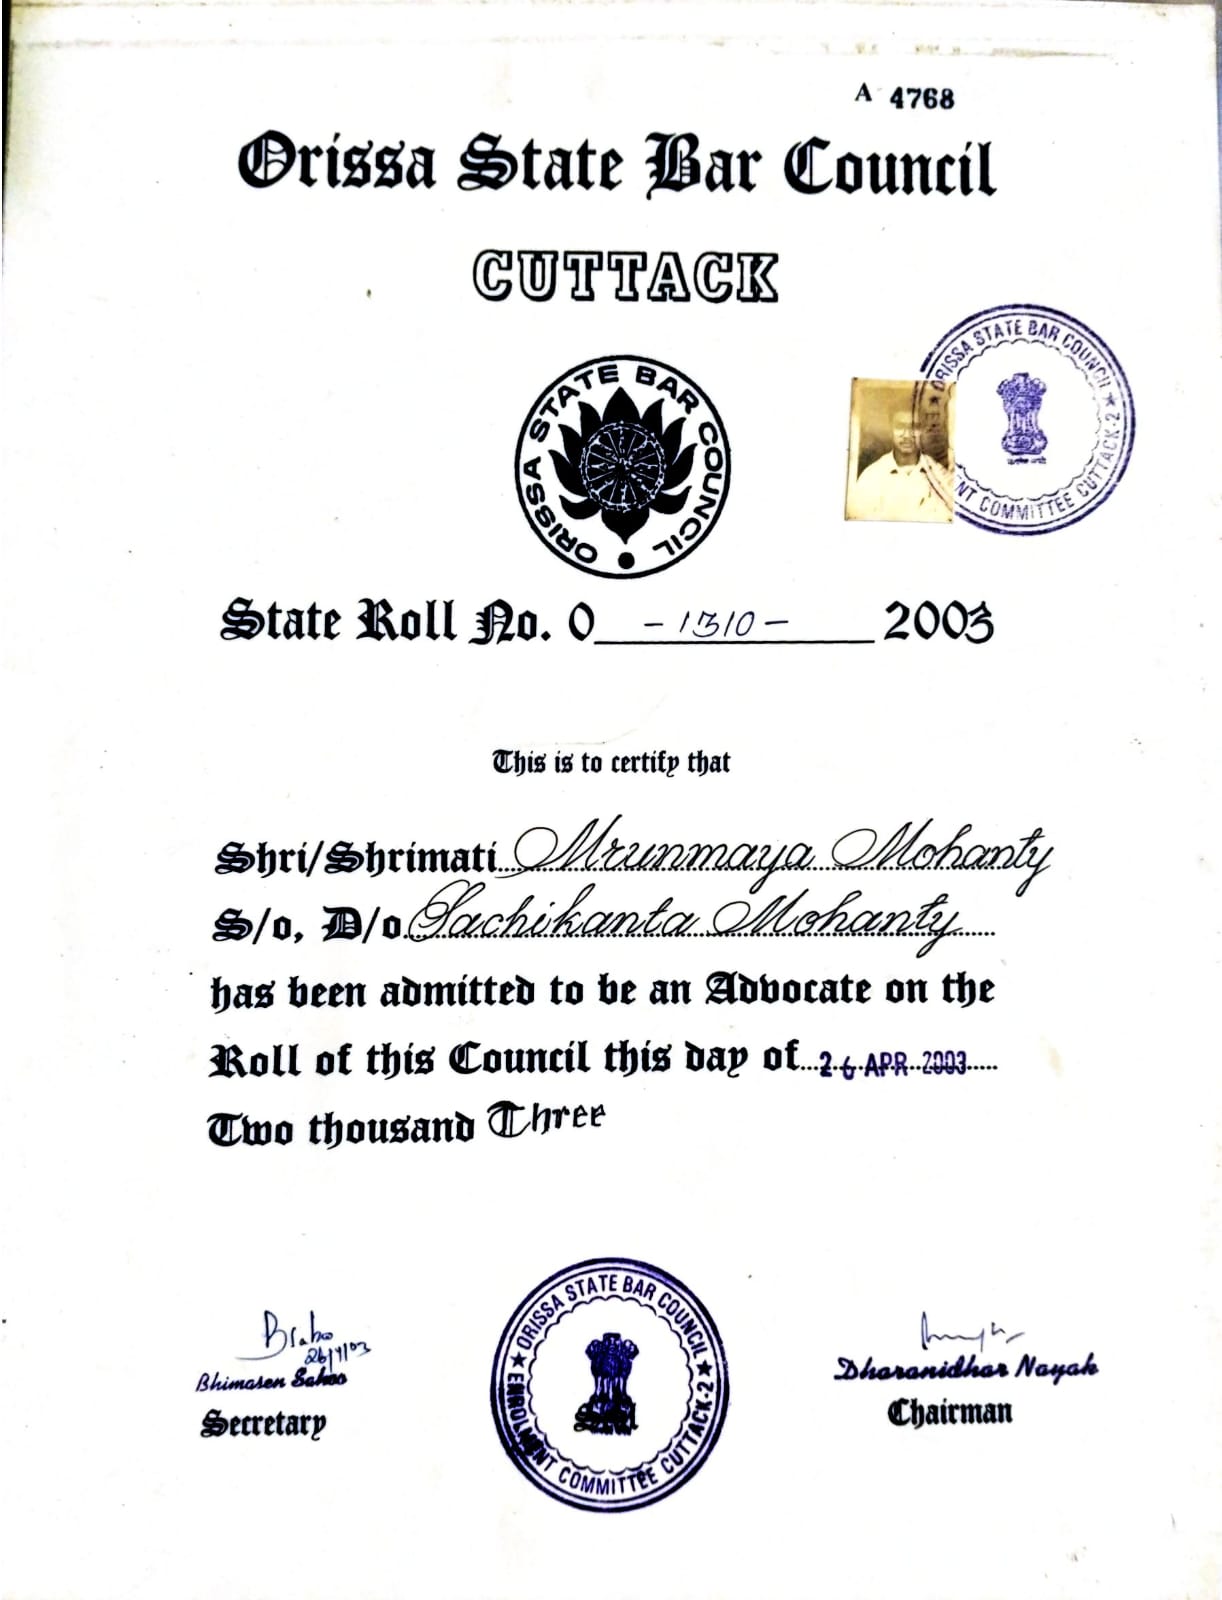 A 4768
Orissa State Bar Council
CUTTACK
ORISSA STATE BAR COUNCIL
ORISSA STATE BAR COUNCIL ★ ENROLMENT COMMITTEE CUTTACK-2 ★
State Roll No. O -1310- 2003
This is to certify that
Shri/Shrimati Mrunmaya Mohanty
S/o, D/o. Sachikanta Mohanty
has been admitted to be an Advocate on the
Roll of this Council this day of 26 APR 2003
Two thousand Three
ORISSA STATE BAR COUNCIL ★ ENROLMENT COMMITTEE CUTTACK-2 ★
Seal
BSahoo
26/4/03
Bhimasen Sahoo
Secretary
Dharanidhar Nayak
Chairman